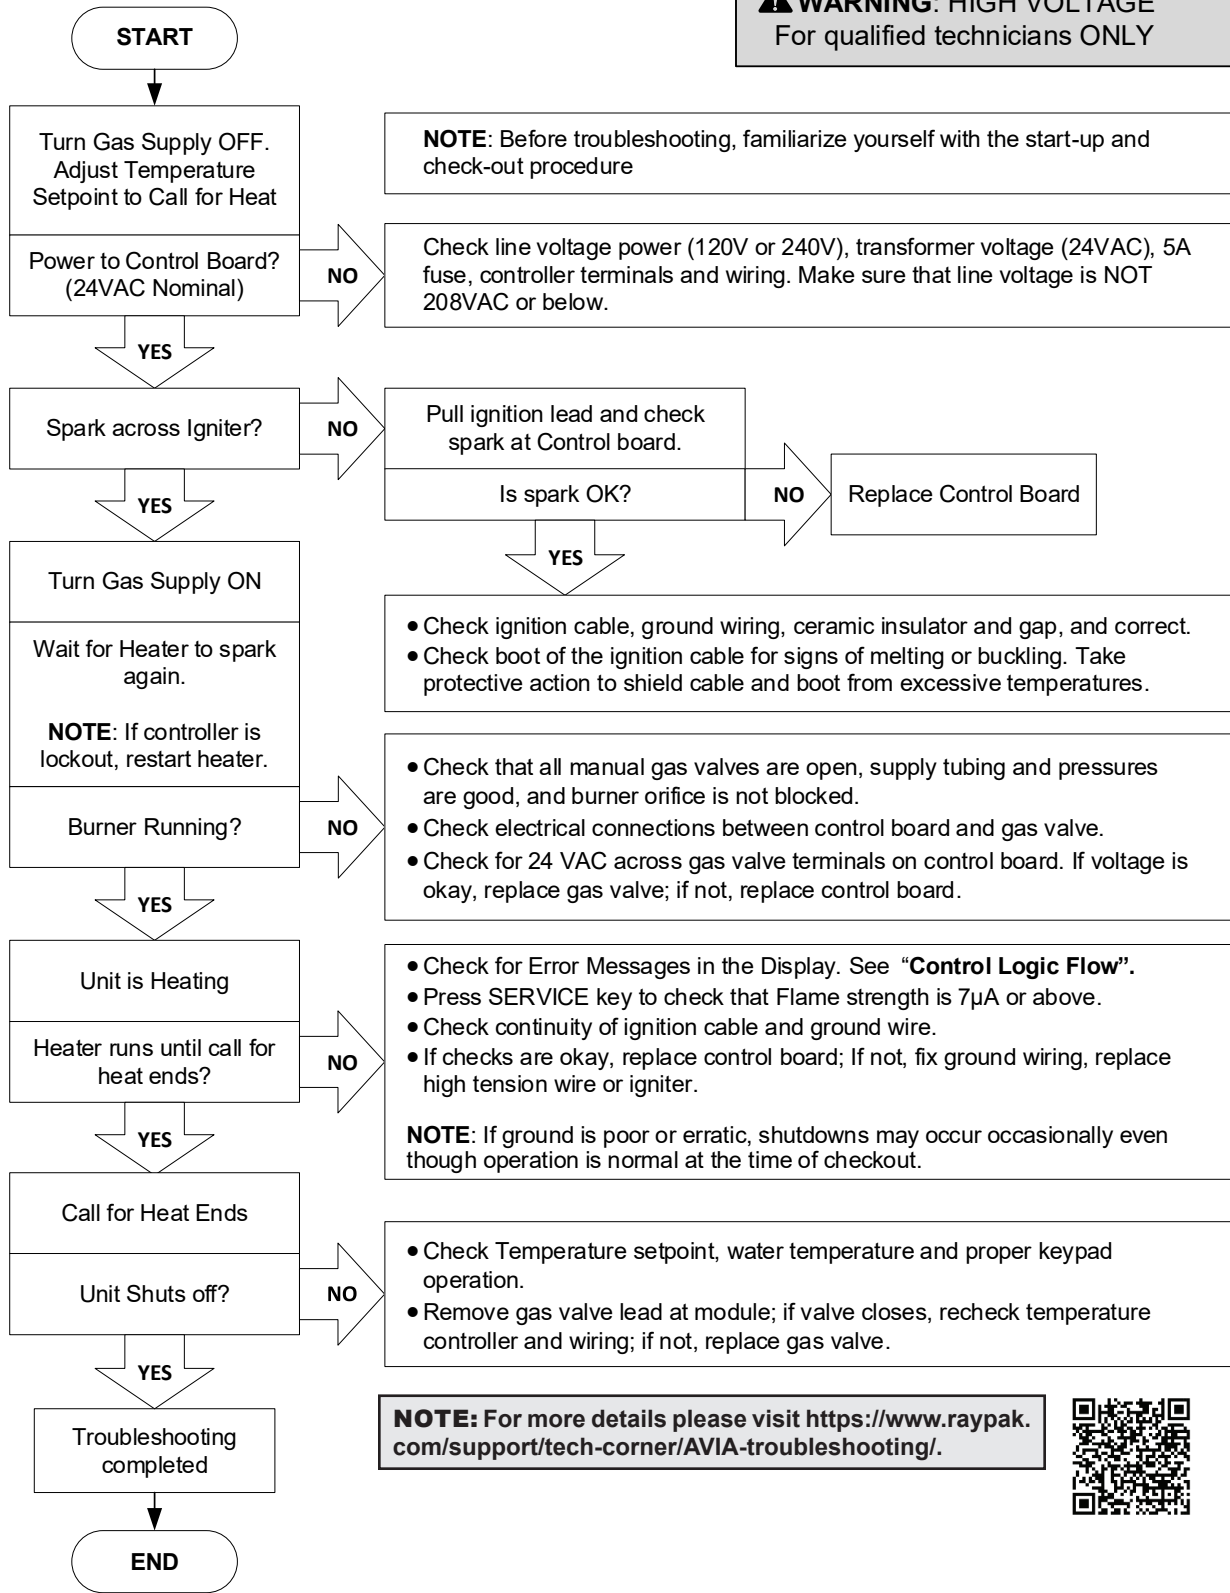 WARNING: HIGH VOLTAGE
For qualified technicians ONLY
START
Turn Gas Supply OFF.
Adjust Temperature
Setpoint to Call for Heat
NOTE: Before troubleshooting, familiarize yourself with the start-up and
check-out procedure
Power to Control Board?
(24VAC Nominal)
NO
Check line voltage power (120V or 240V), transformer voltage (24VAC), 5A
fuse, controller terminals and wiring. Make sure that line voltage is NOT
208VAC or below.
YES
Spark across Igniter?
NO
Pull ignition lead and check
spark at Control board.
Is spark OK?
NO
Replace Control Board
YES
YES
• Check ignition cable, ground wiring, ceramic insulator and gap, and correct.
• Check boot of the ignition cable for signs of melting or buckling. Take
protective action to shield cable and boot from excessive temperatures.
Turn Gas Supply ON
Wait for Heater to spark
again.
NOTE: If controller is
lockout, restart heater.
Burner Running?
NO
• Check that all manual gas valves are open, supply tubing and pressures
are good, and burner orifice is not blocked.
• Check electrical connections between control board and gas valve.
• Check for 24 VAC across gas valve terminals on control board. If voltage is
okay, replace gas valve; if not, replace control board.
YES
Unit is Heating
Heater runs until call for
heat ends?
NO
• Check for Error Messages in the Display. See “Control Logic Flow”.
• Press SERVICE key to check that Flame strength is 7µA or above.
• Check continuity of ignition cable and ground wire.
• If checks are okay, replace control board; If not, fix ground wiring, replace
high tension wire or igniter.
NOTE: If ground is poor or erratic, shutdowns may occur occasionally even
though operation is normal at the time of checkout.
YES
Call for Heat Ends
Unit Shuts off?
NO
• Check Temperature setpoint, water temperature and proper keypad
operation.
• Remove gas valve lead at module; if valve closes, recheck temperature
controller and wiring; if not, replace gas valve.
YES
Troubleshooting
completed
NOTE: For more details please visit https://www.raypak.
com/support/tech-corner/AVIA-troubleshooting/.
END